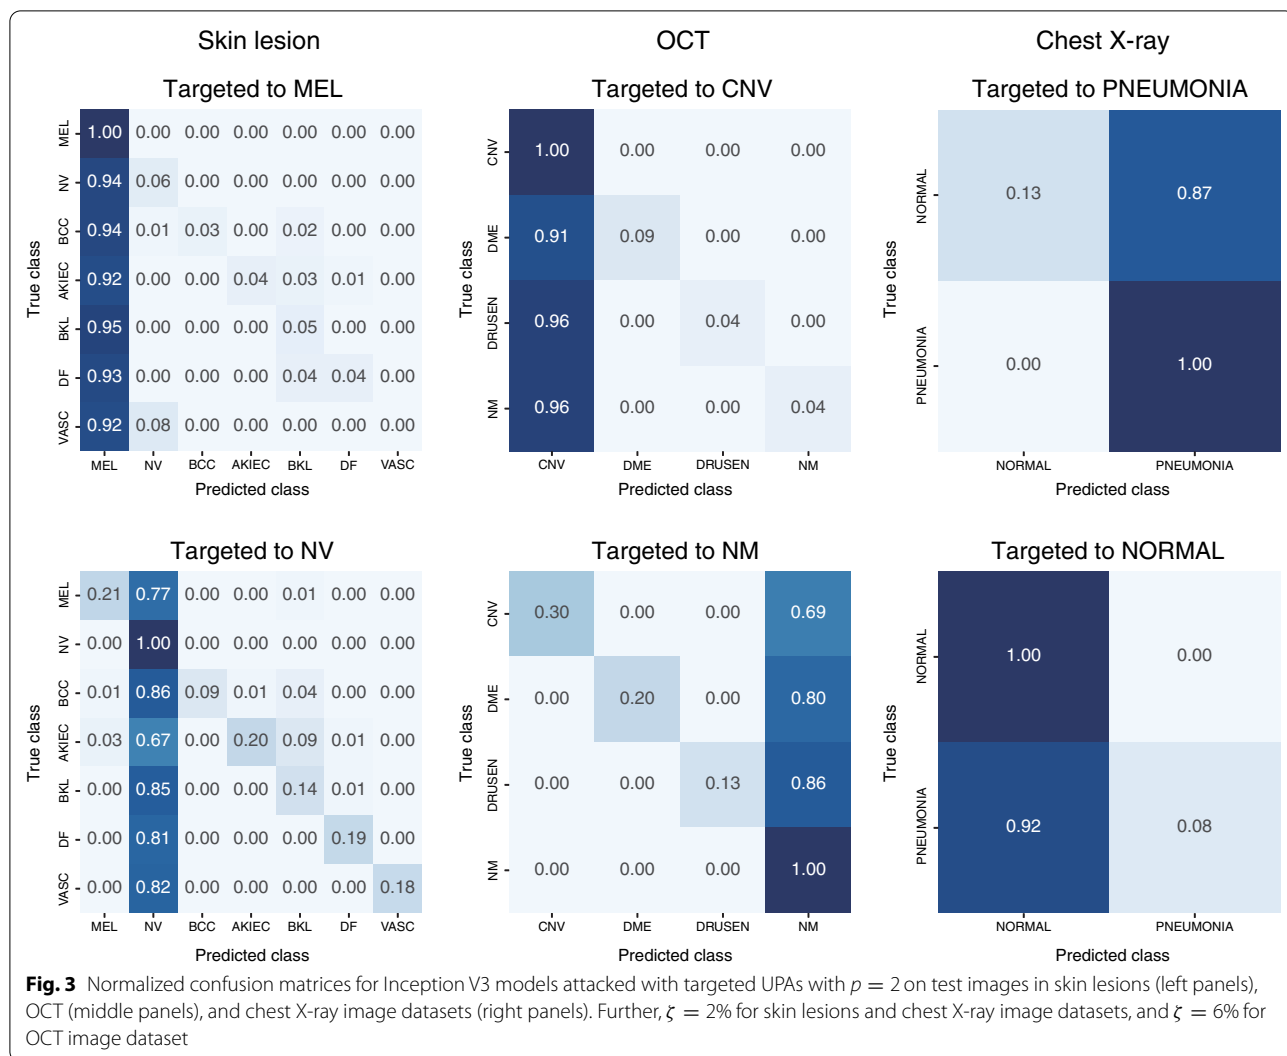 Skin lesion
OCT
Chest X-ray
Targeted to MEL
True class
MEL 1.00 0.00 0.00 0.00 0.00 0.00 0.00
NV 0.94 0.06 0.00 0.00 0.00 0.00 0.00
BCC 0.94 0.01 0.03 0.00 0.02 0.00 0.00
AKIEC 0.92 0.00 0.00 0.04 0.03 0.01 0.00
BKL 0.95 0.00 0.00 0.00 0.05 0.00 0.00
DF 0.93 0.00 0.00 0.00 0.04 0.04 0.00
VASC 0.92 0.08 0.00 0.00 0.00 0.00 0.00
MEL NV BCC AKIEC BKL DF VASC
Predicted class
Targeted to CNV
True class
CNV 1.00 0.00 0.00 0.00
DME 0.91 0.09 0.00 0.00
DRUSEN 0.96 0.00 0.04 0.00
NM 0.96 0.00 0.00 0.04
CNV DME DRUSEN NM
Predicted class
Targeted to PNEUMONIA
True class
NORMAL 0.13 0.87
PNEUMONIA 0.00 1.00
NORMAL PNEUMONIA
Predicted class
Targeted to NV
True class
MEL 0.21 0.77 0.00 0.00 0.01 0.00 0.00
NV 0.00 1.00 0.00 0.00 0.00 0.00 0.00
BCC 0.01 0.86 0.09 0.01 0.04 0.00 0.00
AKIEC 0.03 0.67 0.00 0.20 0.09 0.01 0.00
BKL 0.00 0.85 0.00 0.00 0.14 0.01 0.00
DF 0.00 0.81 0.00 0.00 0.00 0.19 0.00
VASC 0.00 0.82 0.00 0.00 0.00 0.00 0.18
MEL NV BCC AKIEC BKL DF VASC
Predicted class
Targeted to NM
True class
CNV 0.30 0.00 0.00 0.69
DME 0.00 0.20 0.00 0.80
DRUSEN 0.00 0.00 0.13 0.86
NM 0.00 0.00 0.00 1.00
CNV DME DRUSEN NM
Predicted class
Targeted to NORMAL
True class
NORMAL 1.00 0.00
PNEUMONIA 0.92 0.08
NORMAL PNEUMONIA
Predicted class
Fig. 3 Normalized confusion matrices for Inception V3 models attacked with targeted UPAs with p = 2 on test images in skin lesions (left panels),
OCT (middle panels), and chest X-ray image datasets (right panels). Further, ζ = 2% for skin lesions and chest X-ray image datasets, and ζ = 6% for
OCT image dataset